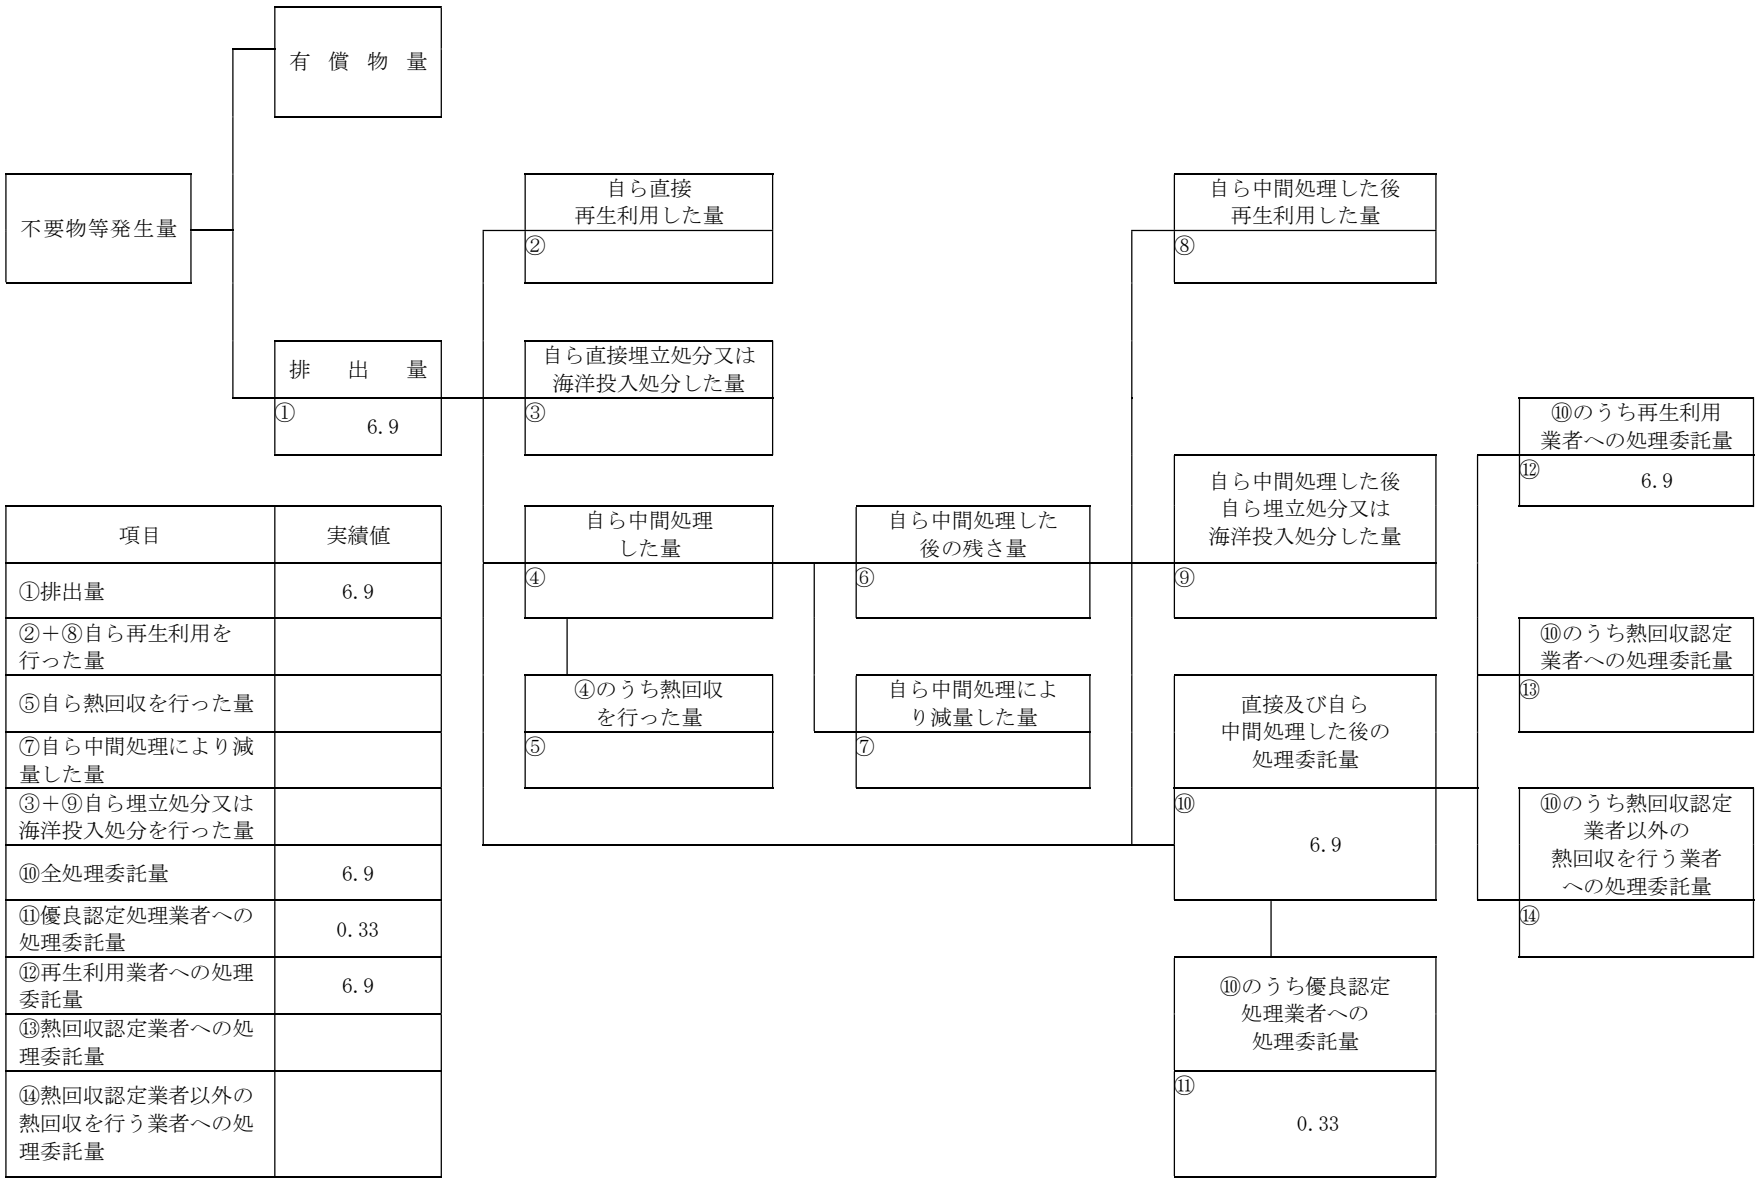 有償物量
不要物等発生量
自ら直接
再生利用した量
②
自ら中間処理した後
再生利用した量
⑧
排出量
①
6.9
自ら直接埋立処分又は
海洋投入処分した量
③
⑩のうち再生利用
業者への処理委託量
⑫
6.9
自ら中間処理
した量
④
自ら中間処理した
後の残さ量
⑥
自ら中間処理した後
自ら埋立処分又は
海洋投入処分した量
⑨
⑩のうち熱回収認定
業者への処理委託量
⑬
④のうち熱回収
を行った量
⑤
自ら中間処理によ
り減量した量
⑦
直接及び自ら
中間処理した後の
処理委託量
⑩
6.9
⑩のうち熱回収認定
業者以外の
熱回収を行う業者
への処理委託量
⑭
⑩のうち優良認定
処理業者への
処理委託量
⑪
0.33
項目 実績値
①排出量 6.9
②＋⑧自ら再生利用を
行った量
⑤自ら熱回収を行った量
⑦自ら中間処理により減
量した量
③＋⑨自ら埋立処分又は
海洋投入処分を行った量
⑩全処理委託量 6.9
⑪優良認定処理業者への
処理委託量
0.33
⑫再生利用業者への処理
委託量
6.9
⑬熱回収認定業者への処
理委託量
⑭熱回収認定業者以外の
熱回収を行う業者への処
理委託量